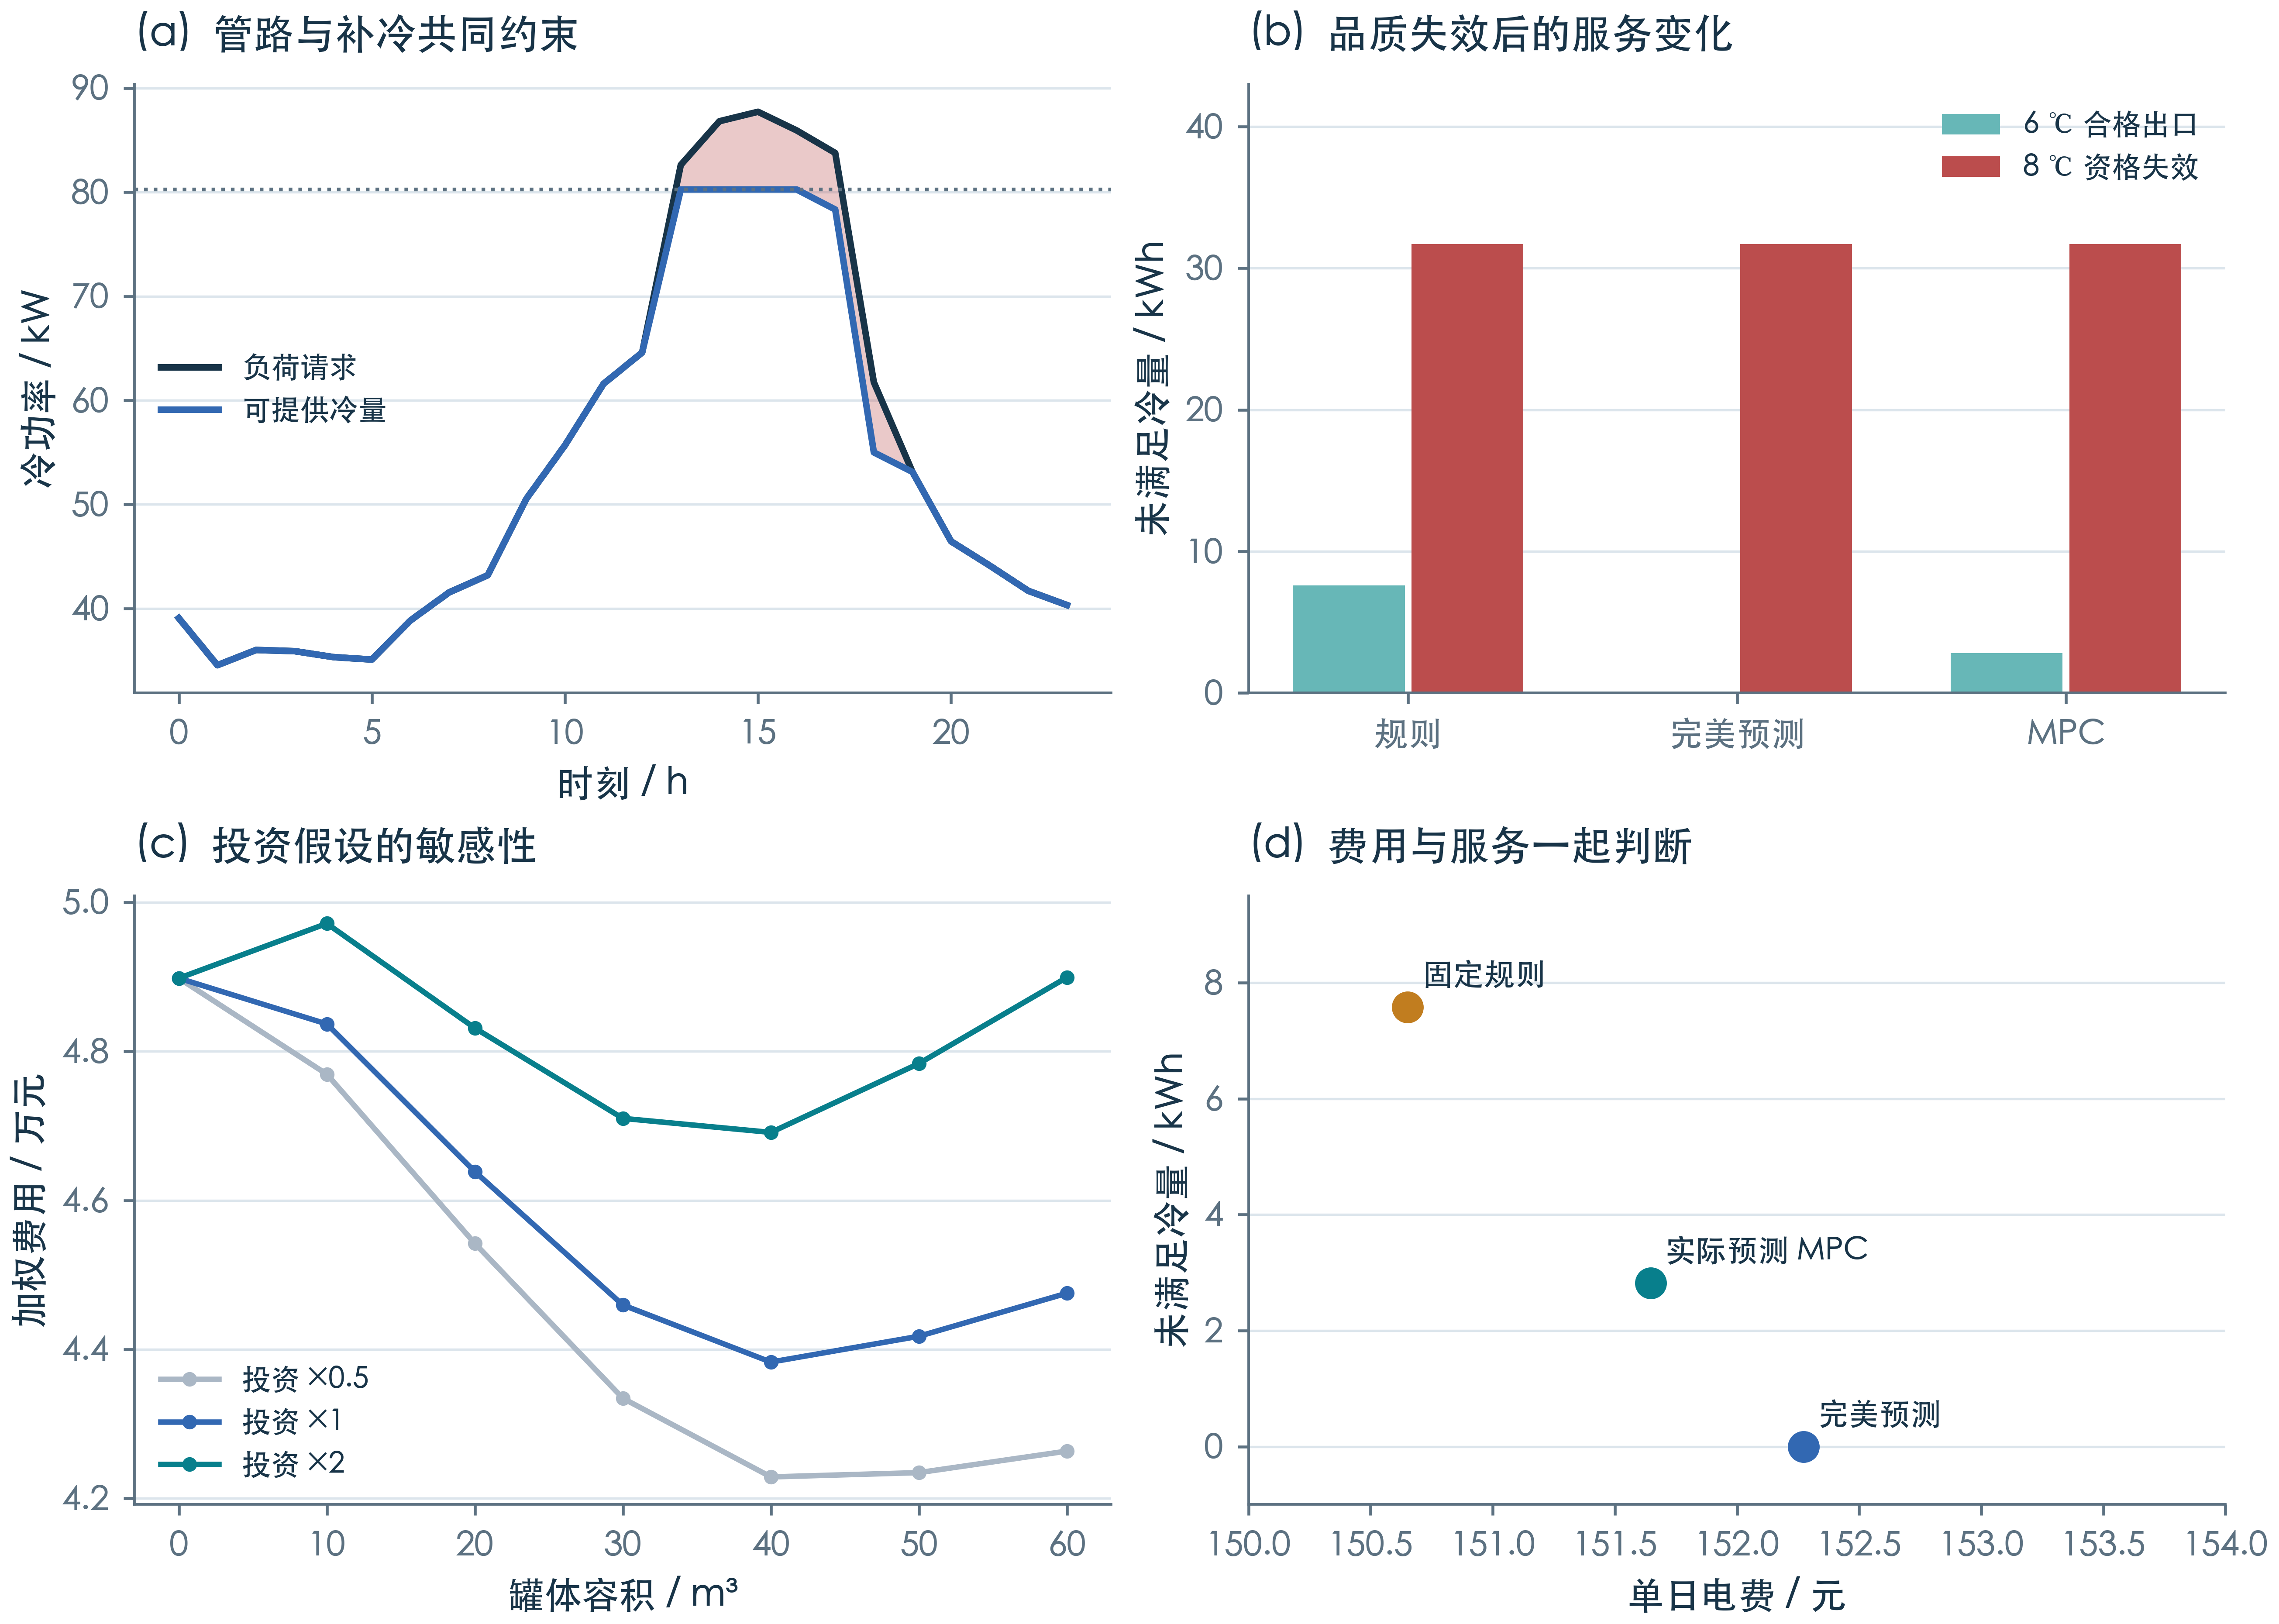 (a) 管路与补冷共同约束
90
80
70
60
50
40
冷功率 / kW
负荷请求
可提供冷量
0 5 10 15 20
时刻 / h
(b) 品质失效后的服务变化
40
30
20
10
0
未满足冷量 / kWh
6 ℃ 合格出口
8 ℃ 资格失效
规则 完美预测 MPC
(c) 投资假设的敏感性
5.0
4.8
4.6
4.4
4.2
加权费用 / 万元
投资 ×0.5
投资 ×1
投资 ×2
0 10 20 30 40 50 60
罐体容积 / m³
(d) 费用与服务一起判断
8
6
4
2
0
未满足冷量 / kWh
固定规则
实际预测 MPC
完美预测
150.0 150.5 151.0 151.5 152.0 152.5 153.0 153.5 154.0
单日电费 / 元